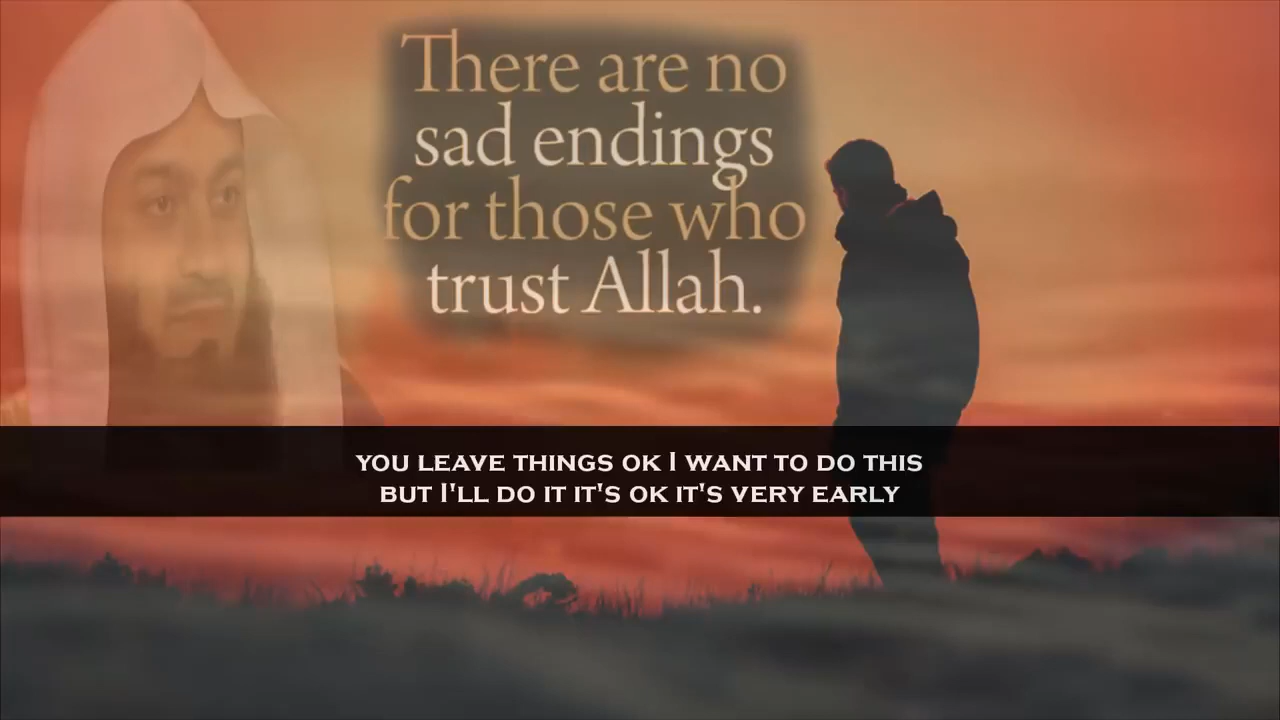 There are no
sad endings
for those who
trust Allah.
YOU LEAVE THINGS OK I WANT TO DO THIS
BUT I'LL DO IT IT'S OK IT'S VERY EARLY